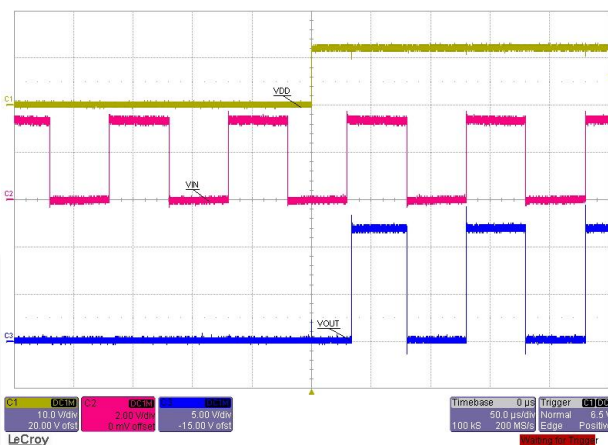 C1
VDD
C2
VIN
C3
VOUT
C1 DC1M
10.0 V/div
20.00 V ofst
C2 DC1M
2.00 V/div
0 mV offset
5.00 V/div
-15.00 V ofst
Timebase 0 µs
50.0 µs/div
100 kS 200 MS/s
Trigger C1 DC
Normal 6.5 V
Edge Positive
LeCroy
Waiting for Trigger